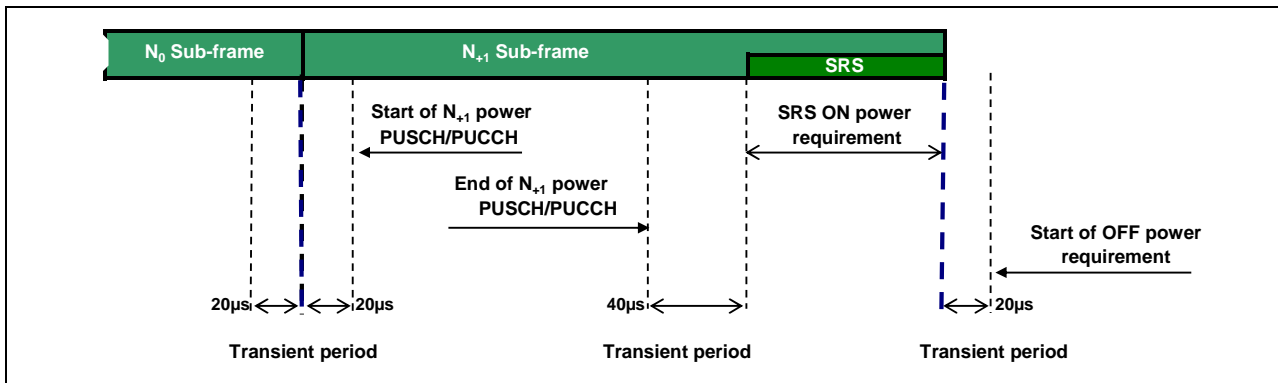 N0 Sub-frame
N+1 Sub-frame
SRS
Start of N+1 power
PUSCH/PUCCH
SRS ON power
requirement
End of N+1 power
PUSCH/PUCCH
Start of OFF power
requirement
20µs
20µs
40µs
20µs
Transient period
Transient period
Transient period